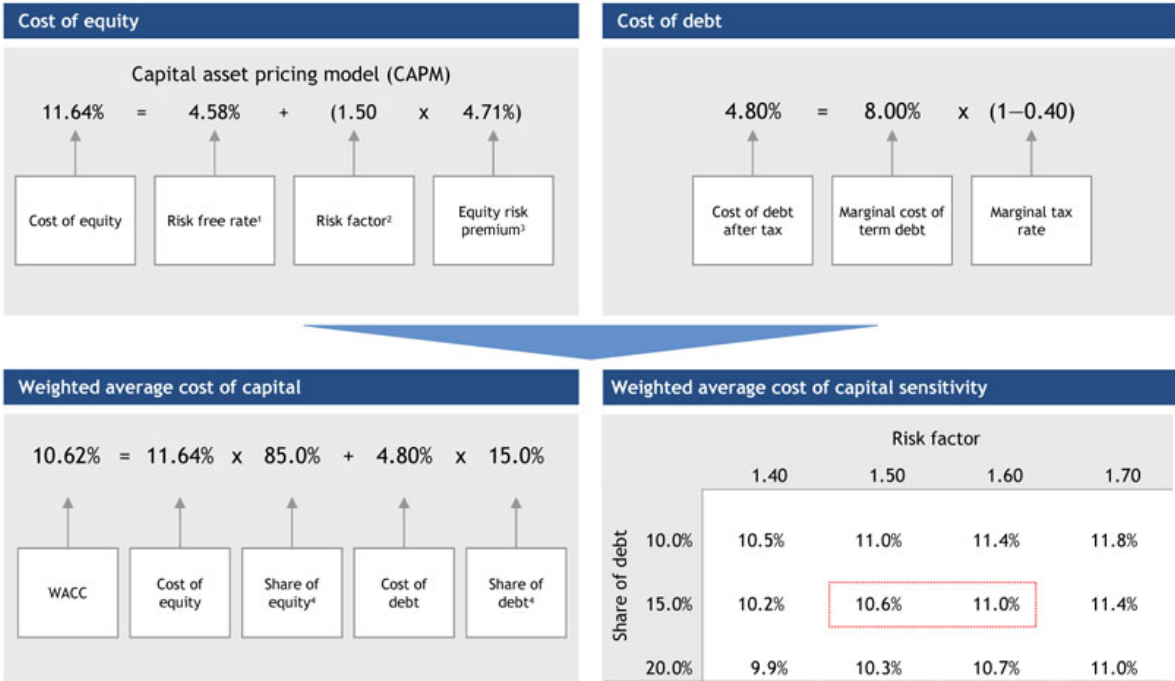 Cost of equity
Capital asset pricing model (CAPM)
11.64% = 4.58% + (1.50 x 4.71%)
Cost of equity
Risk free rate¹
Risk factor²
Equity risk
premium³
Cost of debt
4.80% = 8.00% x (1—0.40)
Cost of debt
after tax
Marginal cost of
term debt
Marginal tax
rate
Weighted average cost of capital
10.62% = 11.64% x 85.0% + 4.80% x 15.0%
WACC
Cost of
equity
Share of
equity⁴
Cost of
debt
Share of
debt⁴
Weighted average cost of capital sensitivity
Risk factor
1.40 1.50 1.60 1.70
Share of debt
10.0% 10.5% 11.0% 11.4% 11.8%
15.0% 10.2% 10.6% 11.0% 11.4%
20.0% 9.9% 10.3% 10.7% 11.0%